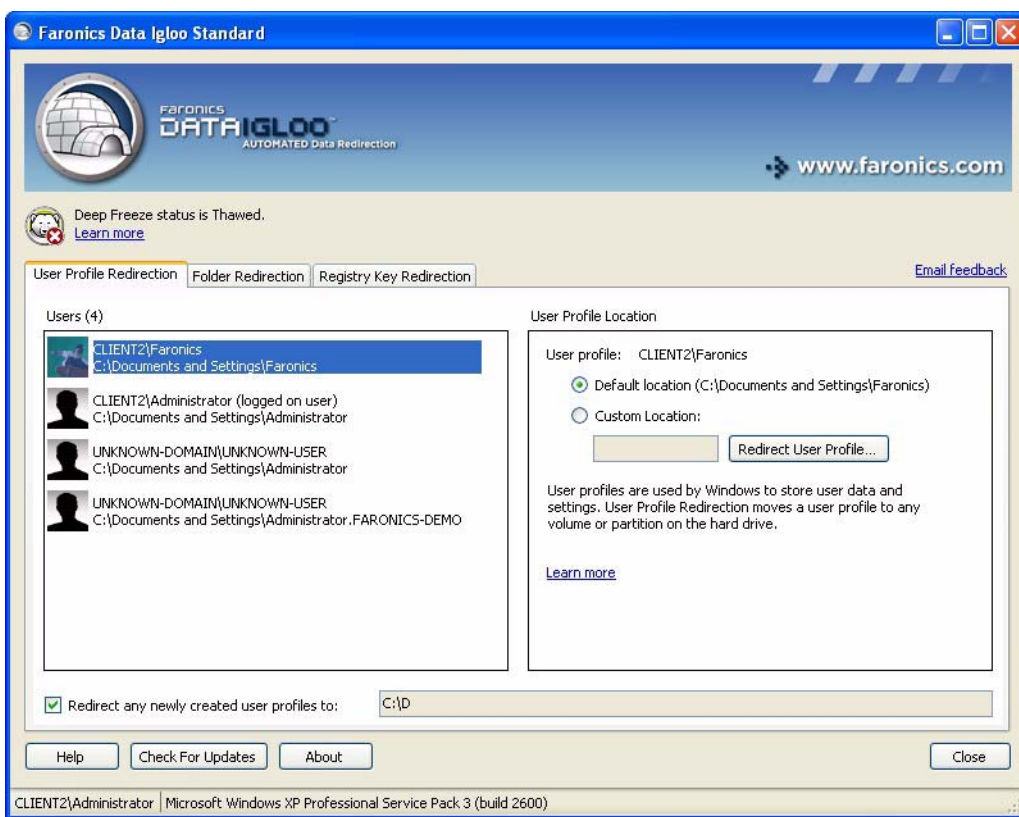 Faronics Data Igloo Standard
Faronics
DATAIGLOO™
AUTOMATED Data Redirection
www.faronics.com
Deep Freeze status is Thawed.
Learn more
User Profile Redirection
Folder Redirection
Registry Key Redirection
Email feedback
Users (4)
CLIENT2\Faronics
C:\Documents and Settings\Faronics
CLIENT2\Administrator (logged on user)
C:\Documents and Settings\Administrator
UNKNOWN-DOMAIN\UNKNOWN-USER
C:\Documents and Settings\Administrator
UNKNOWN-DOMAIN\UNKNOWN-USER
C:\Documents and Settings\Administrator.FARONICS-DEMO
User Profile Location
User profile: CLIENT2\Faronics
Default location (C:\Documents and Settings\Faronics)
Custom Location:
Redirect User Profile...
User profiles are used by Windows to store user data and
settings. User Profile Redirection moves a user profile to any
volume or partition on the hard drive.
Learn more
Redirect any newly created user profiles to: C:\D
Help
Check For Updates
About
Close
CLIENT2\Administrator Microsoft Windows XP Professional Service Pack 3 (build 2600)